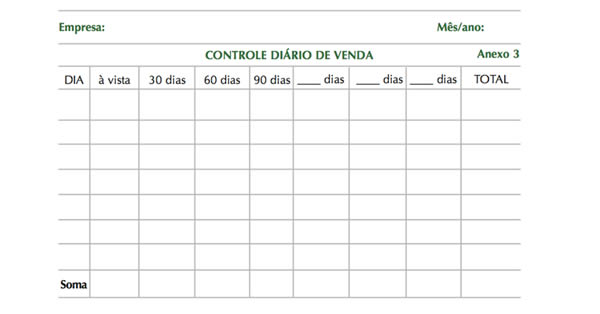 Empresa: Mês/ano:
CONTROLE DIÁRIO DE VENDA Anexo 3
DIA à vista 30 dias 60 dias 90 dias ____ dias ____ dias ____ dias TOTAL
Soma